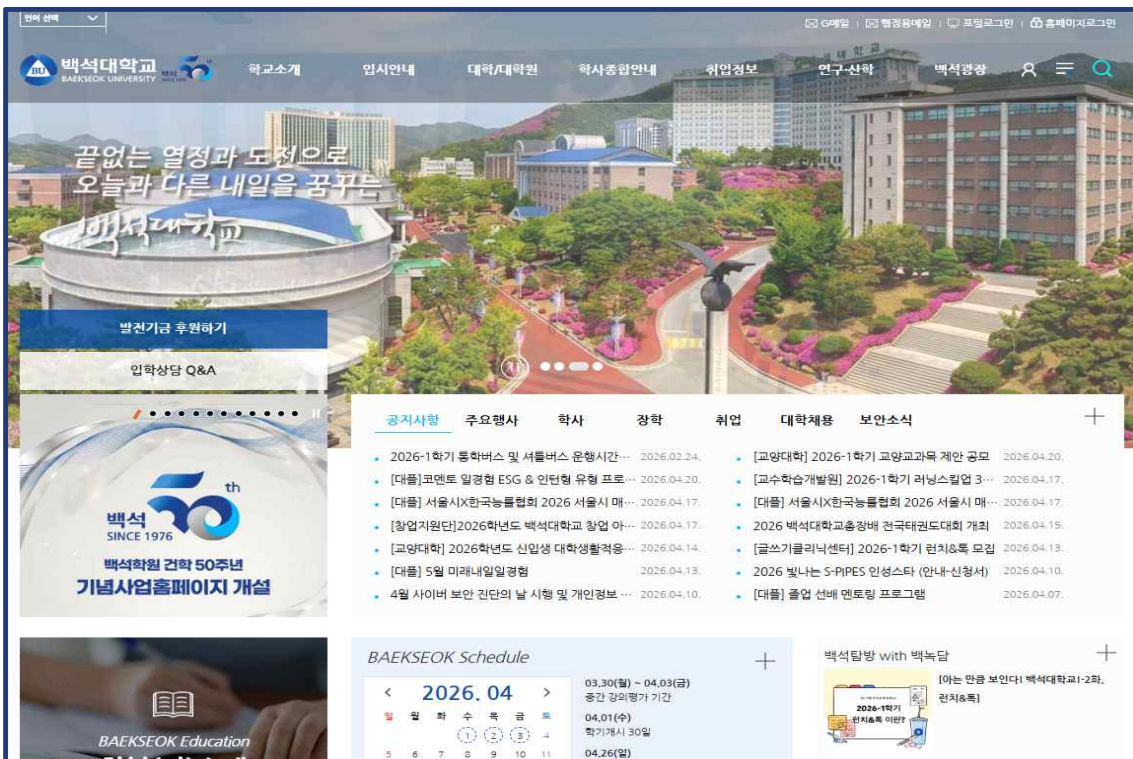 언어 선택
G메일 행정용메일 포털로그인 홈페이지로그인
BU 백석대학교
BAEKSEOK UNIVERSITY
백석
학교소개 입시안내 대학/대학원 학사종합안내 취업정보 연구·산학 백석광장
끝없는 열정과 도전으로
오늘과 다른 내일을 꿈꾸는
백석대학교
발전기금 후원하기
입학상담 Q&A
50th
백석
SINCE 1976
백석학원 건학 50주년
기념사업홈페이지 개설
공지사항 주요행사 학사 장학 취업 대학채용 보안소식
2026-1학기 통학버스 및 셔틀버스 운행시간… 2026.02.24.
[대플]코멘토 일경험 ESG & 인턴형 유형 프로… 2026.04.20.
[대플] 서울시X한국능률협회 2026 서울시 매… 2026.04.17.
[창업지원단]2026학년도 백석대학교 창업 아… 2026.04.17.
[교양대학] 2026학년도 신입생 대학생활적응… 2026.04.14.
[대플] 5월 미래내일일경험 2026.04.13.
4월 사이버 보안 진단의 날 시행 및 개인정보 … 2026.04.10.
[교양대학] 2026-1학기 교양교과목 제안 공모 2026.04.20.
[교수학습개발원] 2026-1학기 러닝스킬업 3… 2026.04.17.
[대플] 서울시X한국능률협회 2026 서울시 매… 2026.04.17.
2026 백석대학교총장배 전국태권도대회 개최 2026.04.15.
[글쓰기클리닉센터] 2026-1학기 런치&톡 모집 2026.04.13.
2026 빛나는 S-PIPES 인성스타 (안내-신청서) 2026.04.10.
[대플] 졸업 선배 멘토링 프로그램 2026.04.07.
BAEKSEOK Education
BAEKSEOK Schedule
2026. 04
일 월 화 수 목 금 토
1 2 3 4
5 6 7 8 9 10 11
03.30(월) ~ 04.03(금)
중간 강의평가 기간
04.01(수)
학기개시 30일
04.26(일)
백석탐방 with 백녹담
2026-1학기
런치&톡 이란?
[아는 만큼 보인다! 백석대학교!-2화.
런치&톡]